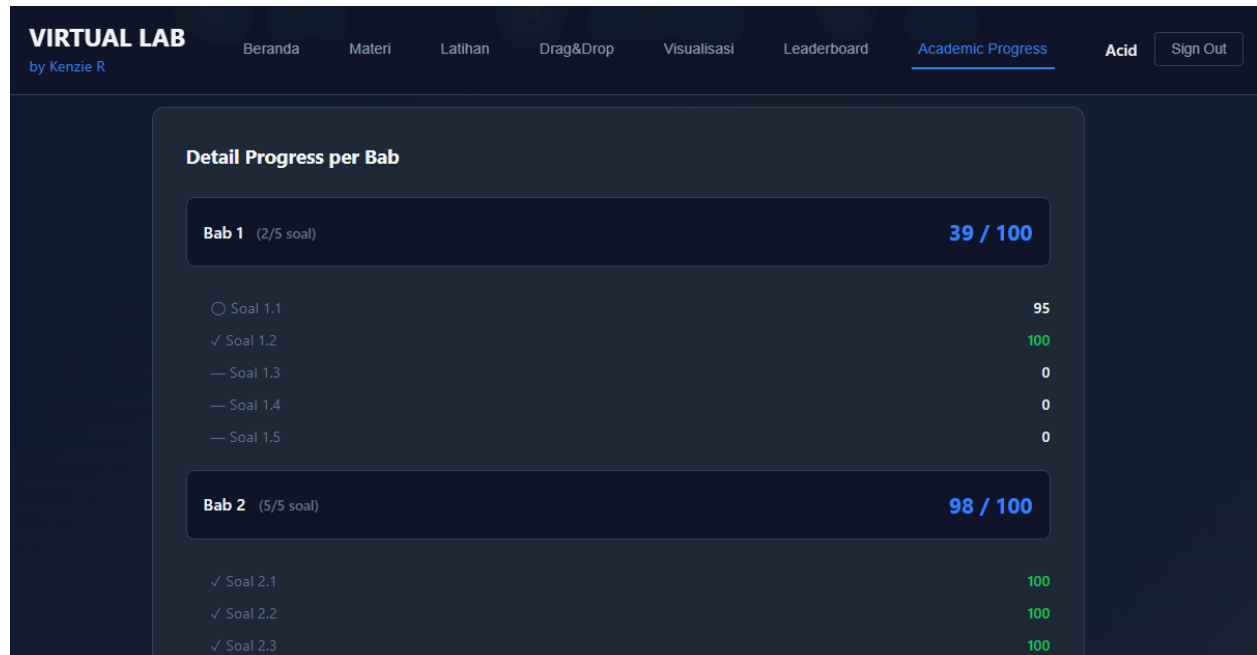 VIRTUAL LAB
by Kenzie R
Beranda Materi Latihan Drag&Drop Visualisasi Leaderboard Academic Progress Acid Sign Out
Detail Progress per Bab
Bab 1 (2/5 soal) 39 / 100
○ Soal 1.1 95
✓ Soal 1.2 100
— Soal 1.3 0
— Soal 1.4 0
— Soal 1.5 0
Bab 2 (5/5 soal) 98 / 100
✓ Soal 2.1 100
✓ Soal 2.2 100
✓ Soal 2.3 100